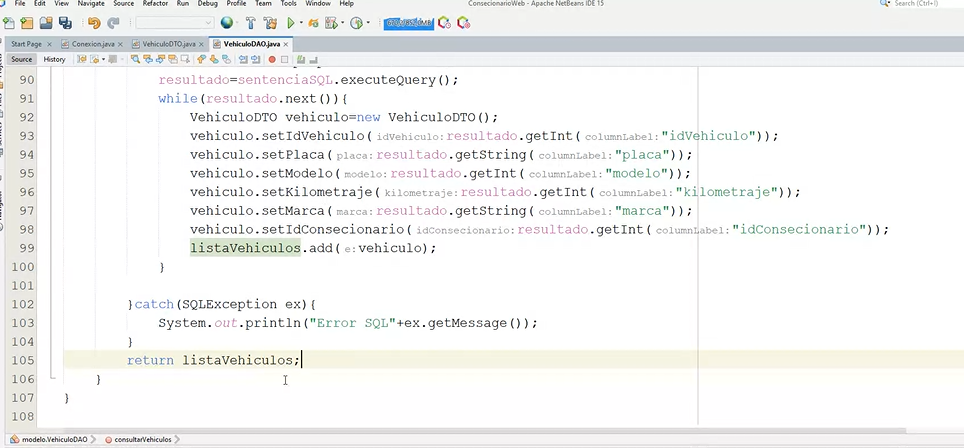 ConsecionarioWeb - Apache NetBeans IDE 15
File Edit View Navigate Source Refactor Run Debug Profile Team Tools Window Help
Search (Ctrl+I)
Start Page Conexion.java VehiculoDTO.java VehiculoDAO.java
Source History
90 resultado=sentenciaSQL.executeQuery();
91 while(resultado.next()){
92 VehiculoDTO vehiculo=new VehiculoDTO();
93 vehiculo.setIdVehiculo(idVehiculo:resultado.getInt(columnLabel:"idVehiculo"));
94 vehiculo.setPlaca(placa:resultado.getString(columnLabel:"placa"));
95 vehiculo.setModelo(modelo:resultado.getInt(columnLabel:"modelo"));
96 vehiculo.setKilometraje(kilometraje:resultado.getInt(columnLabel:"kilometraje"));
97 vehiculo.setMarca(marca:resultado.getString(columnLabel:"marca"));
98 vehiculo.setIdConsecionario(idConsecionario:resultado.getInt(columnLabel:"idConsecionario"));
99 listaVehiculos.add(e:vehiculo);
100 }
101
102 }catch(SQLException ex){
103 System.out.println("Error SQL"+ex.getMessage());
104 }
105 return listaVehiculos;
106 }
107 }
108
modelo.VehiculoDAO consultarVehiculos